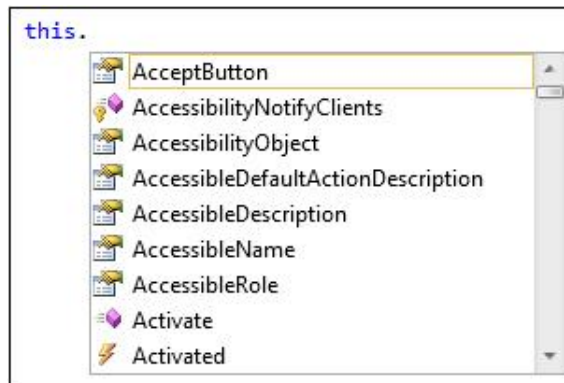 this.
AcceptButton
AccessibilityNotifyClients
AccessibilityObject
AccessibleDefaultActionDescription
AccessibleDescription
AccessibleName
AccessibleRole
Activate
Activated